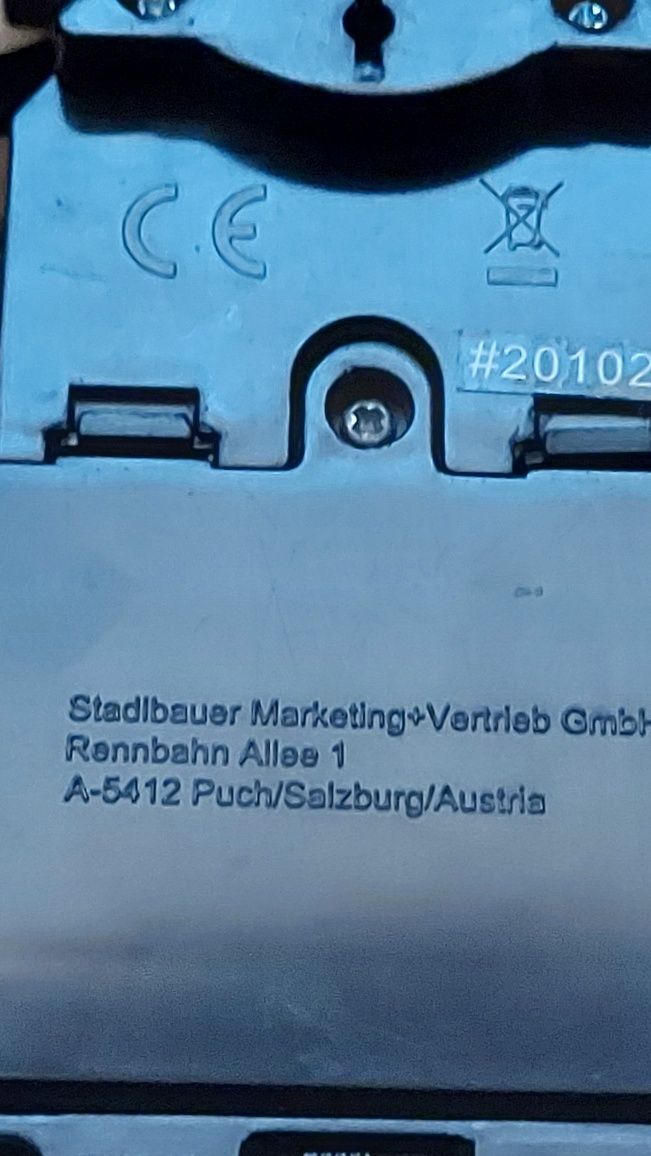 CE
#20102
Stadlbauer Marketing+Vertrieb GmbH
Rennbahn Allee 1
A-5412 Puch/Salzburg/Austria